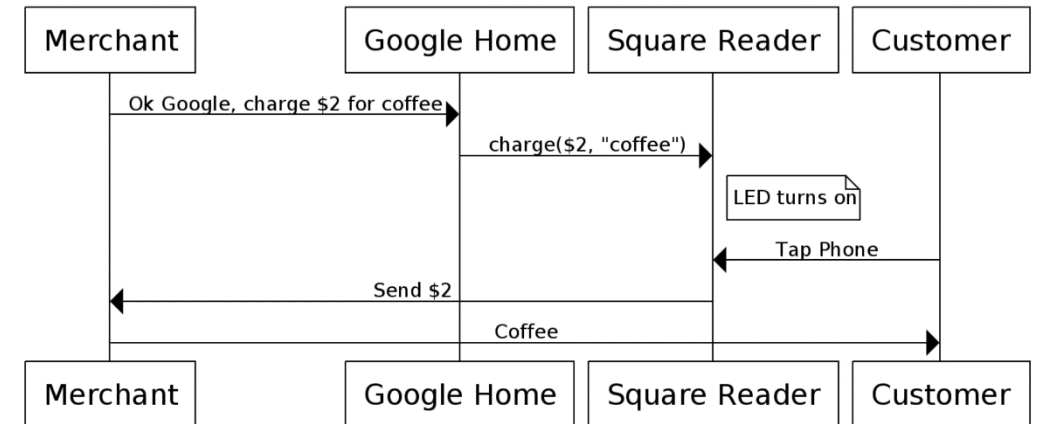 Merchant
Google Home
Square Reader
Customer
Ok Google, charge $2 for coffee
charge($2, "coffee")
LED turns on
Tap Phone
Send $2
Coffee
Merchant
Google Home
Square Reader
Customer